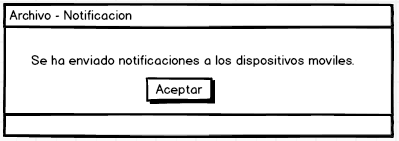 Archivo - Notificacion
Se ha enviado notificaciones a los dispositivos moviles.
Aceptar